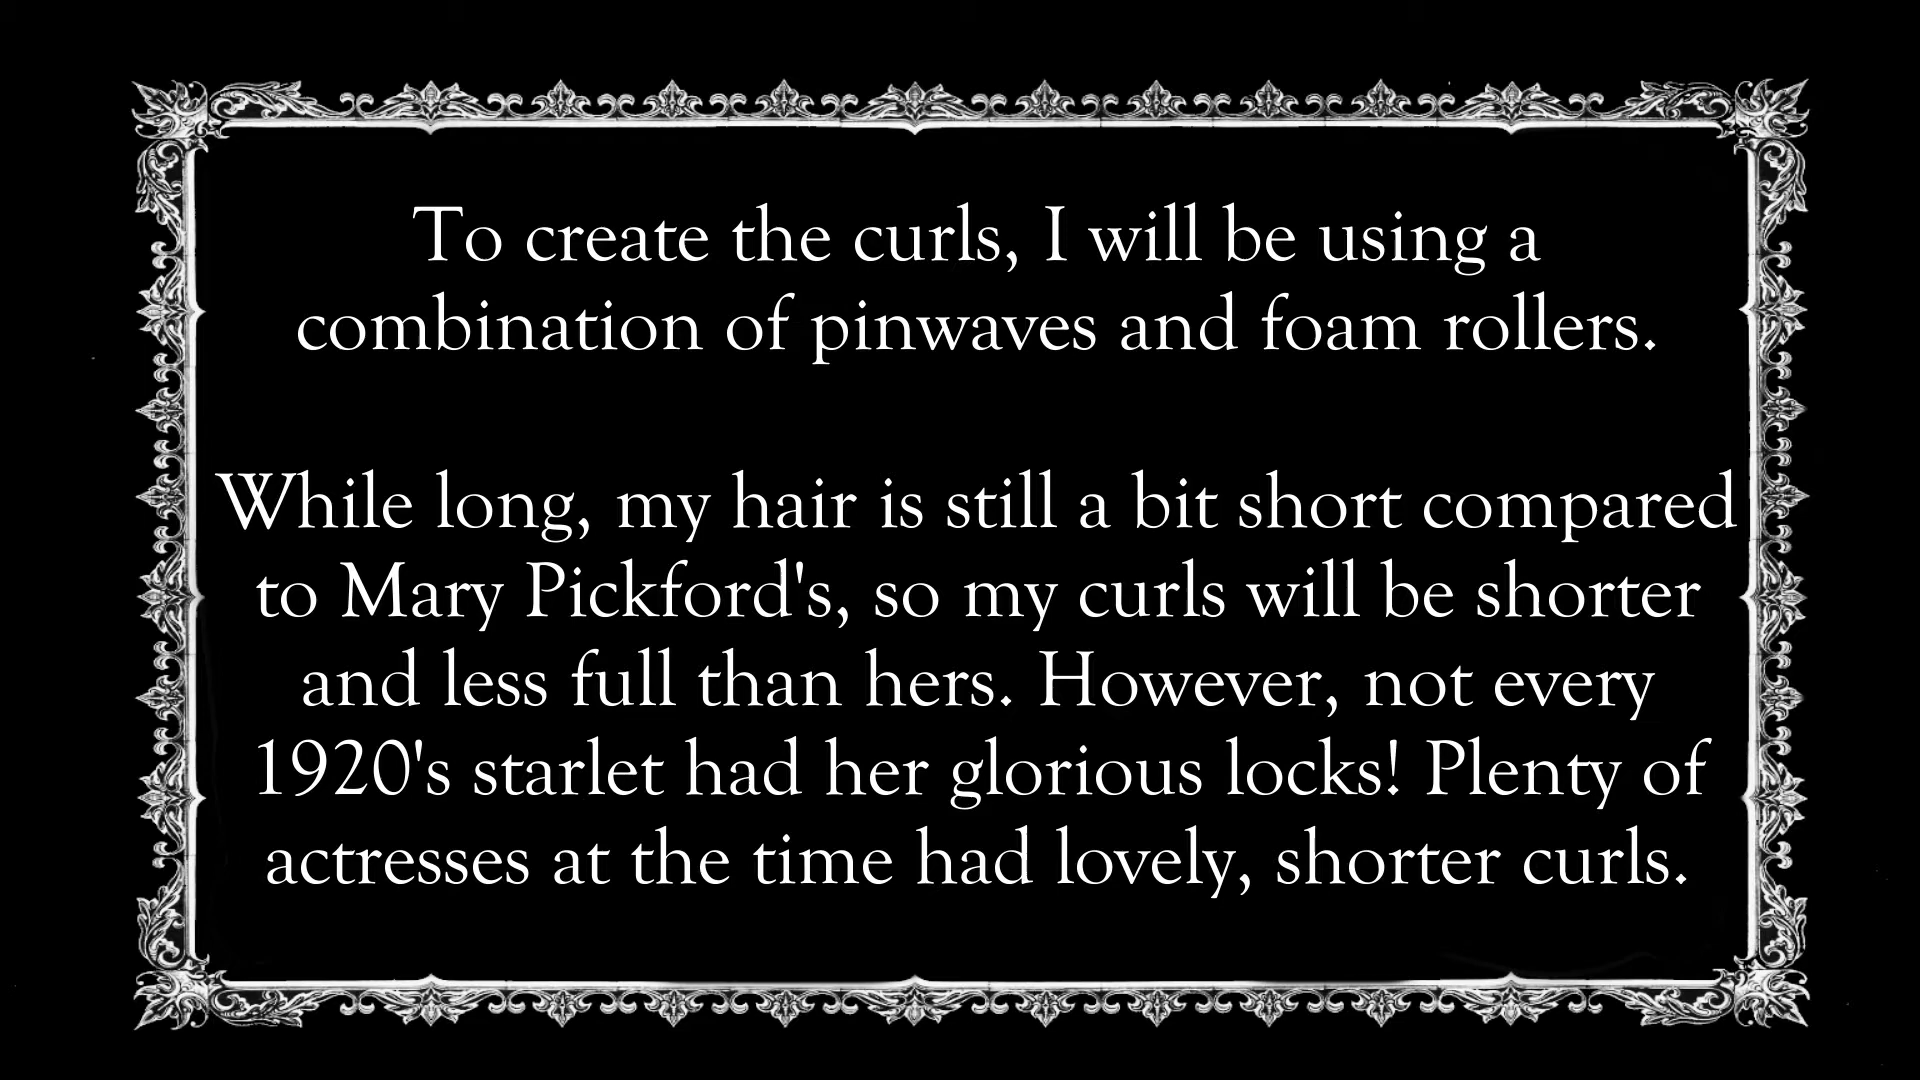 To create the curls, I will be using a
combination of pinwaves and foam rollers.
While long, my hair is still a bit short compared
to Mary Pickford's, so my curls will be shorter
and less full than hers. However, not every
1920's starlet had her glorious locks! Plenty of
actresses at the time had lovely, shorter curls.